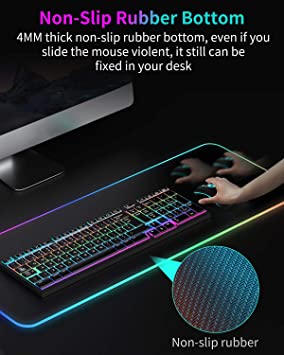 Non-Slip Rubber Bottom
4MM thick non-slip rubber bottom, even if you
slide the mouse violent, it still can be
fixed in your desk
Non-slip rubber